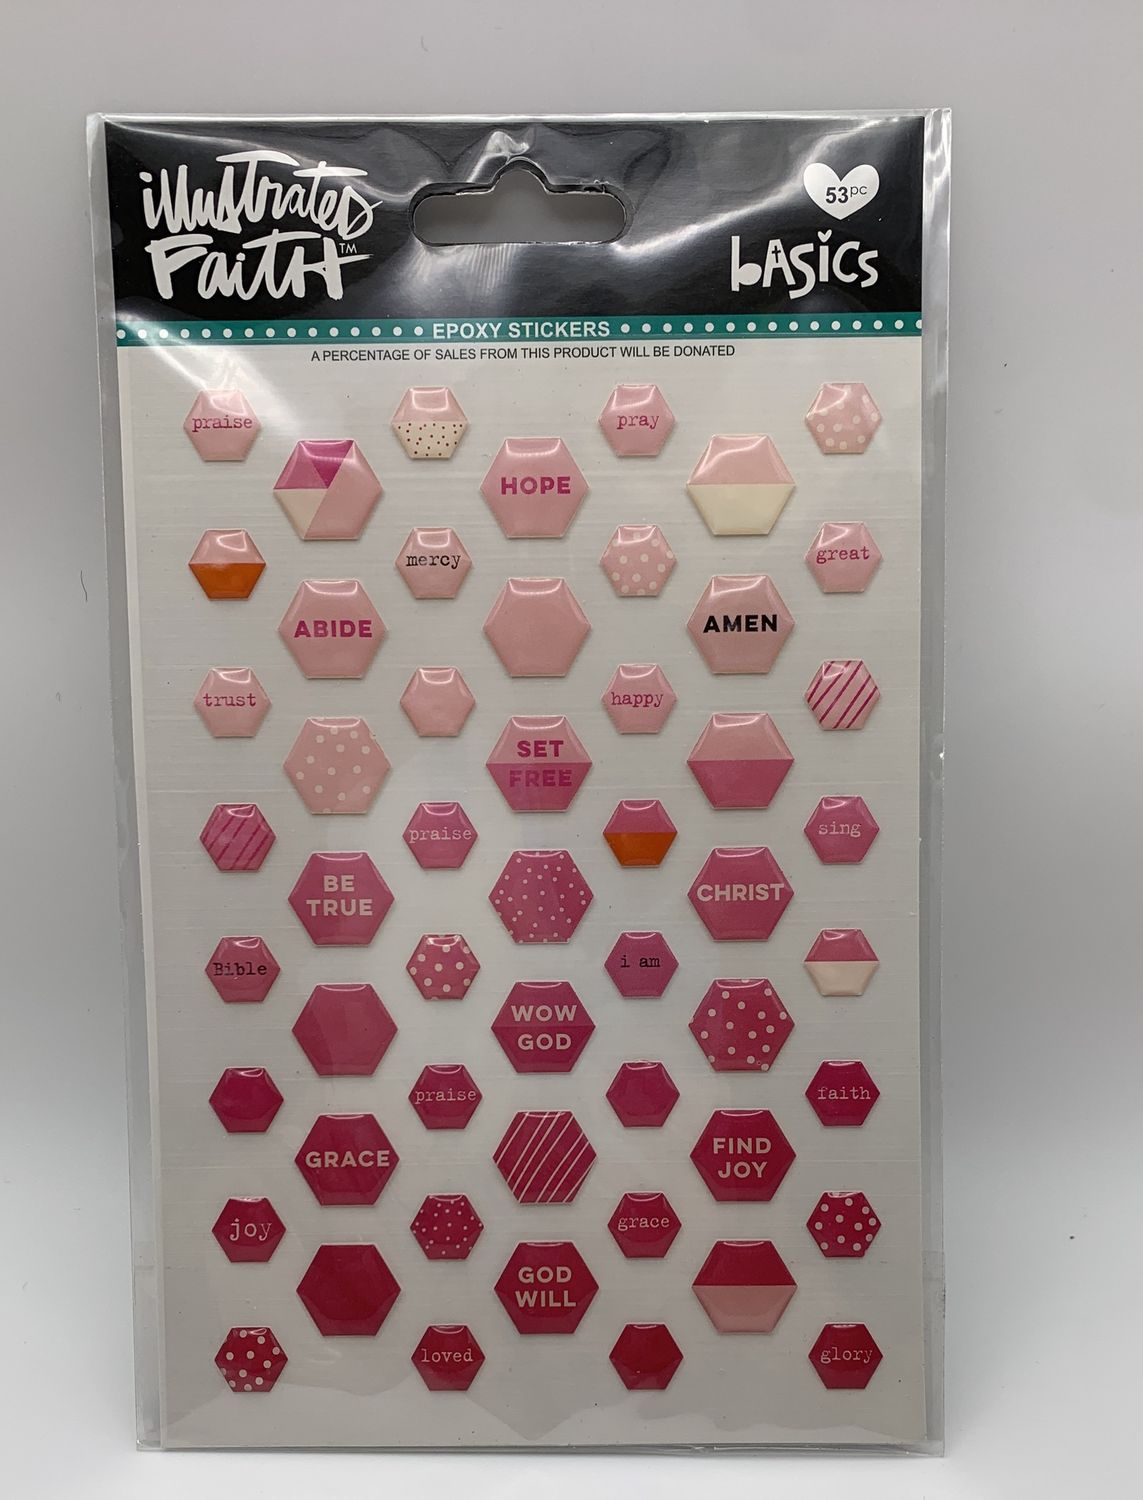 illustrated
Faith™
53pc
basics
EPOXY STICKERS
A PERCENTAGE OF SALES FROM THIS PRODUCT WILL BE DONATED
praise
pray
HOPE
mercy
great
ABIDE
AMEN
trust
happy
SET
FREE
praise
sing
BE
TRUE
CHRIST
Bible
i am
WOW
GOD
praise
faith
GRACE
FIND
JOY
joy
grace
GOD
WILL
loved
glory